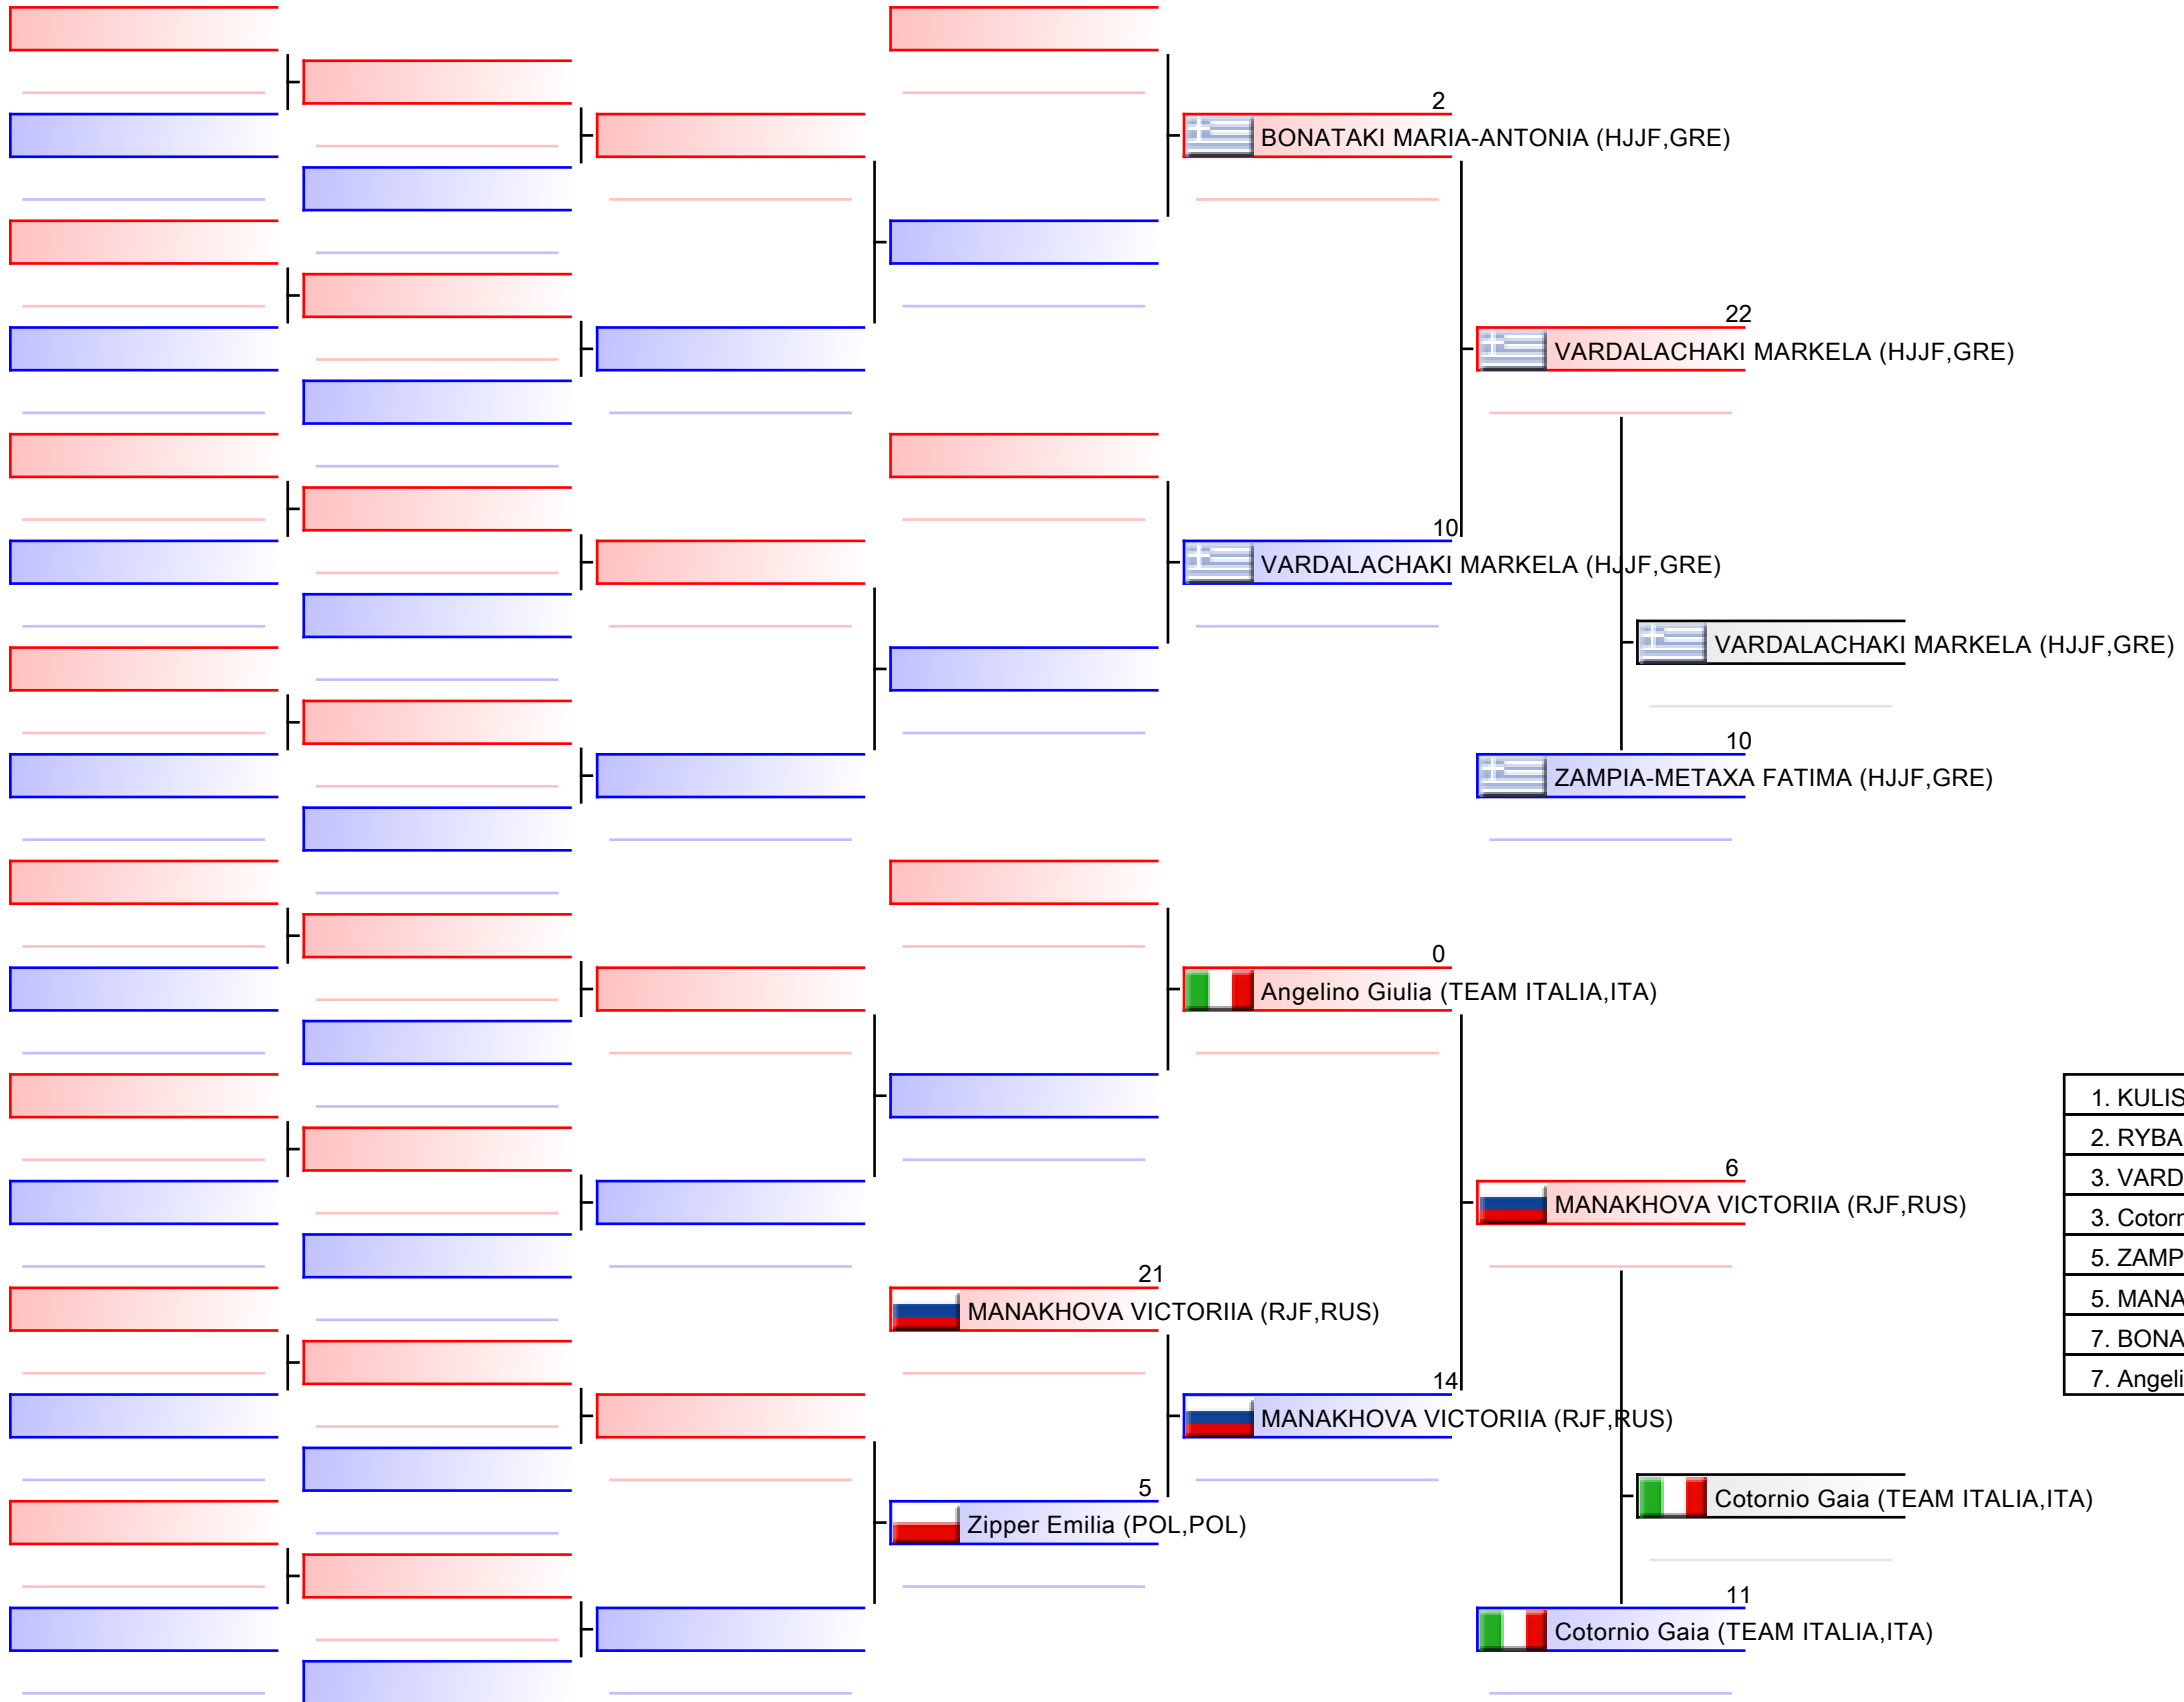 2
BONATAKI MARIA-ANTONIA (HJJF,GRE)
22
VARDALACHAKI MARKELA (HJJF,GRE)
10
VARDALACHAKI MARKELA (HJJF,GRE)
VARDALACHAKI MARKELA (HJJF,GRE)
10
ZAMPIA-METAXA FATIMA (HJJF,GRE)
0
Angelino Giulia (TEAM ITALIA,ITA)
6
MANAKHOVA VICTORIIA (RJF,RUS)
21
MANAKHOVA VICTORIIA (RJF,RUS)
14
MANAKHOVA VICTORIIA (RJF,RUS)
5
Zipper Emilia (POL,POL)
Cotornio Gaia (TEAM ITALIA,ITA)
11
Cotornio Gaia (TEAM ITALIA,ITA)
1. KULIS
2. RYBA
3. VARD
3. Cotorn
5. ZAMP
5. MANA
7. BONA
7. Angeli